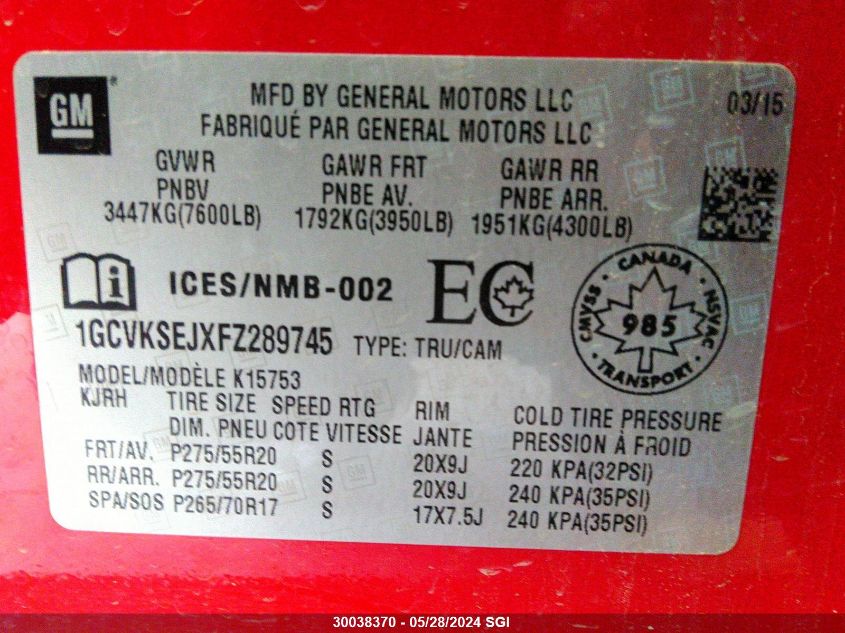 GM
MFD BY GENERAL MOTORS LLC 03/15
FABRIQUÉ PAR GENERAL MOTORS LLC
GVWR GAWR FRT GAWR RR
PNBV PNBE AV. PNBE ARR.
3447KG(7600LB) 1792KG(3950LB) 1951KG(4300LB)
i ICES/NMB-002 EC
CANADA
CMVSS 985 NSVAC
TRANSPORT
1GCVKSEJXFZ289745 TYPE: TRU/CAM
MODEL/MODÈLE K15753
KJRH TIRE SIZE SPEED RTG RIM COLD TIRE PRESSURE
DIM. PNEU COTE VITESSE JANTE PRESSION À FROID
FRT/AV. P275/55R20 S 20X9J 220 KPA(32PSI)
RR/ARR. P275/55R20 S 20X9J 240 KPA(35PSI)
SPA/SOS P265/70R17 S 17X7.5J 240 KPA(35PSI)
30038370 - 05/28/2024 SGI